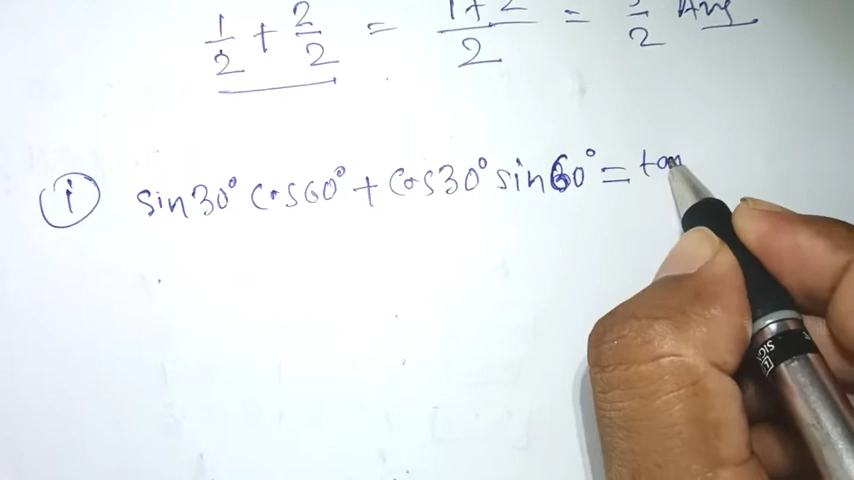 1/2 + 2/2 = 1+2/2 = 3/2 Ans
i sin30° cos60° + cos30° sin60° = tan